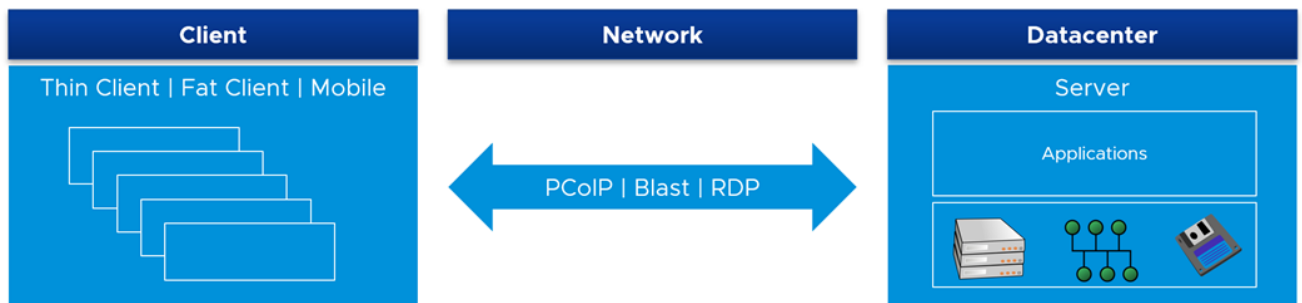 Client
Network
Datacenter
Thin Client | Fat Client | Mobile
Server
Applications
PCoIP | Blast | RDP